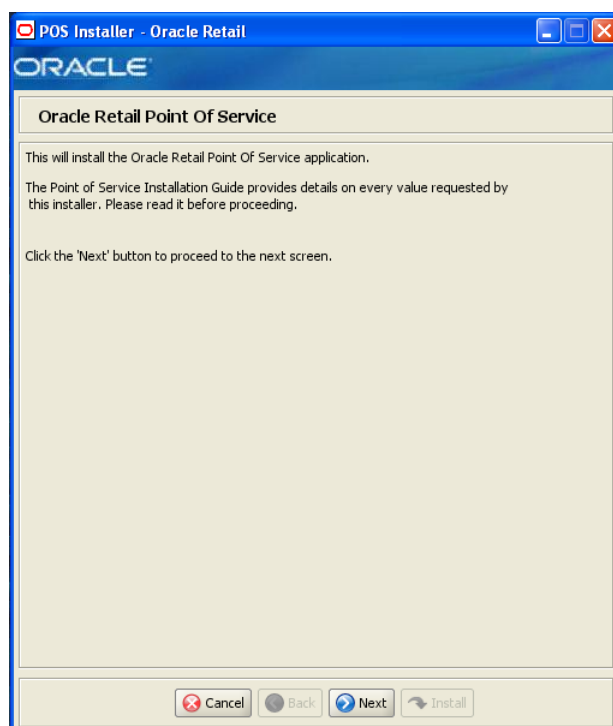 POS Installer - Oracle Retail
ORACLE
Oracle Retail Point Of Service
This will install the Oracle Retail Point Of Service application.
The Point of Service Installation Guide provides details on every value requested by
this installer. Please read it before proceeding.
Click the 'Next' button to proceed to the next screen.
Cancel Back Next Install